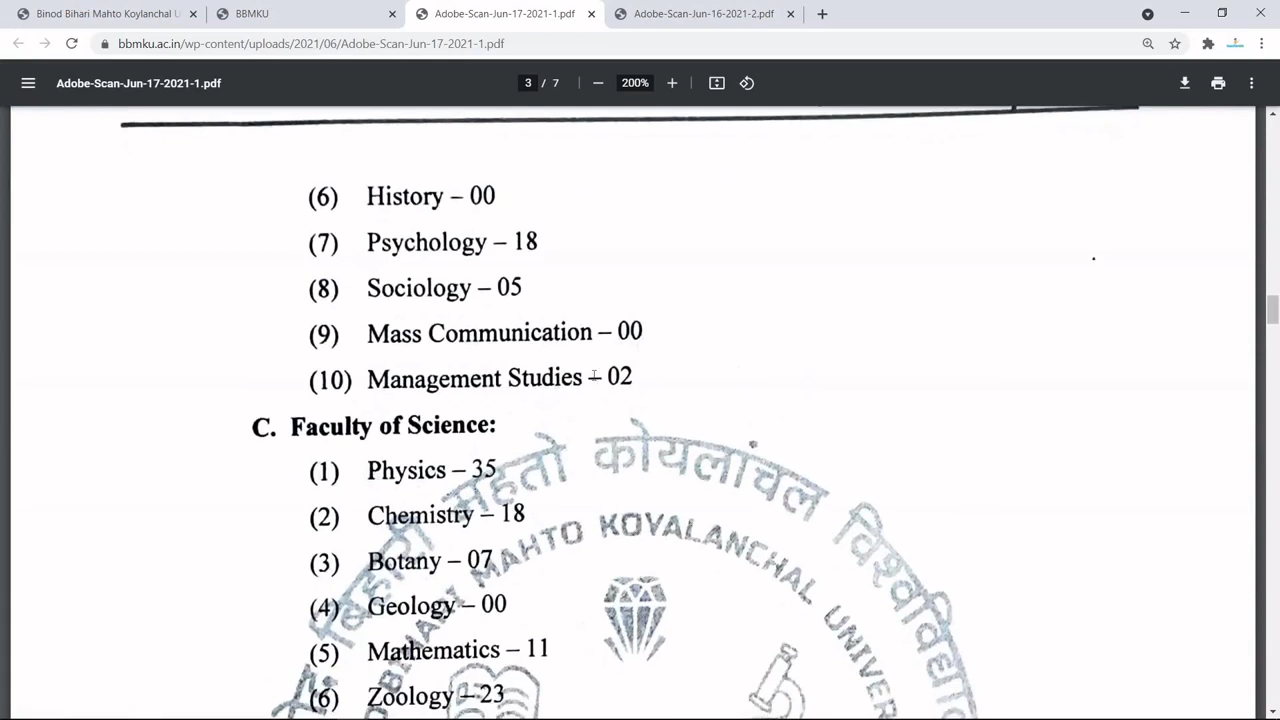 Binod Bihari Mahto Koylanchal U
BBMKU
Adobe-Scan-Jun-17-2021-1.pdf
Adobe-Scan-Jun-16-2021-2.pdf
bbmku.ac.in/wp-content/uploads/2021/06/Adobe-Scan-Jun-17-2021-1.pdf
Adobe-Scan-Jun-17-2021-1.pdf
3 / 7
200%
(6) History – 00
(7) Psychology – 18
(8) Sociology – 05
(9) Mass Communication – 00
(10) Management Studies – 02
C. Faculty of Science:
(1) Physics – 35
(2) Chemistry – 18
(3) Botany – 07
(4) Geology – 00
(5) Mathematics – 11
(6) Zoology – 23
बिहारी महतो कोयलांचल विश्वविद्या
BIHARI MAHTO KOYALANCHAL UNIVER